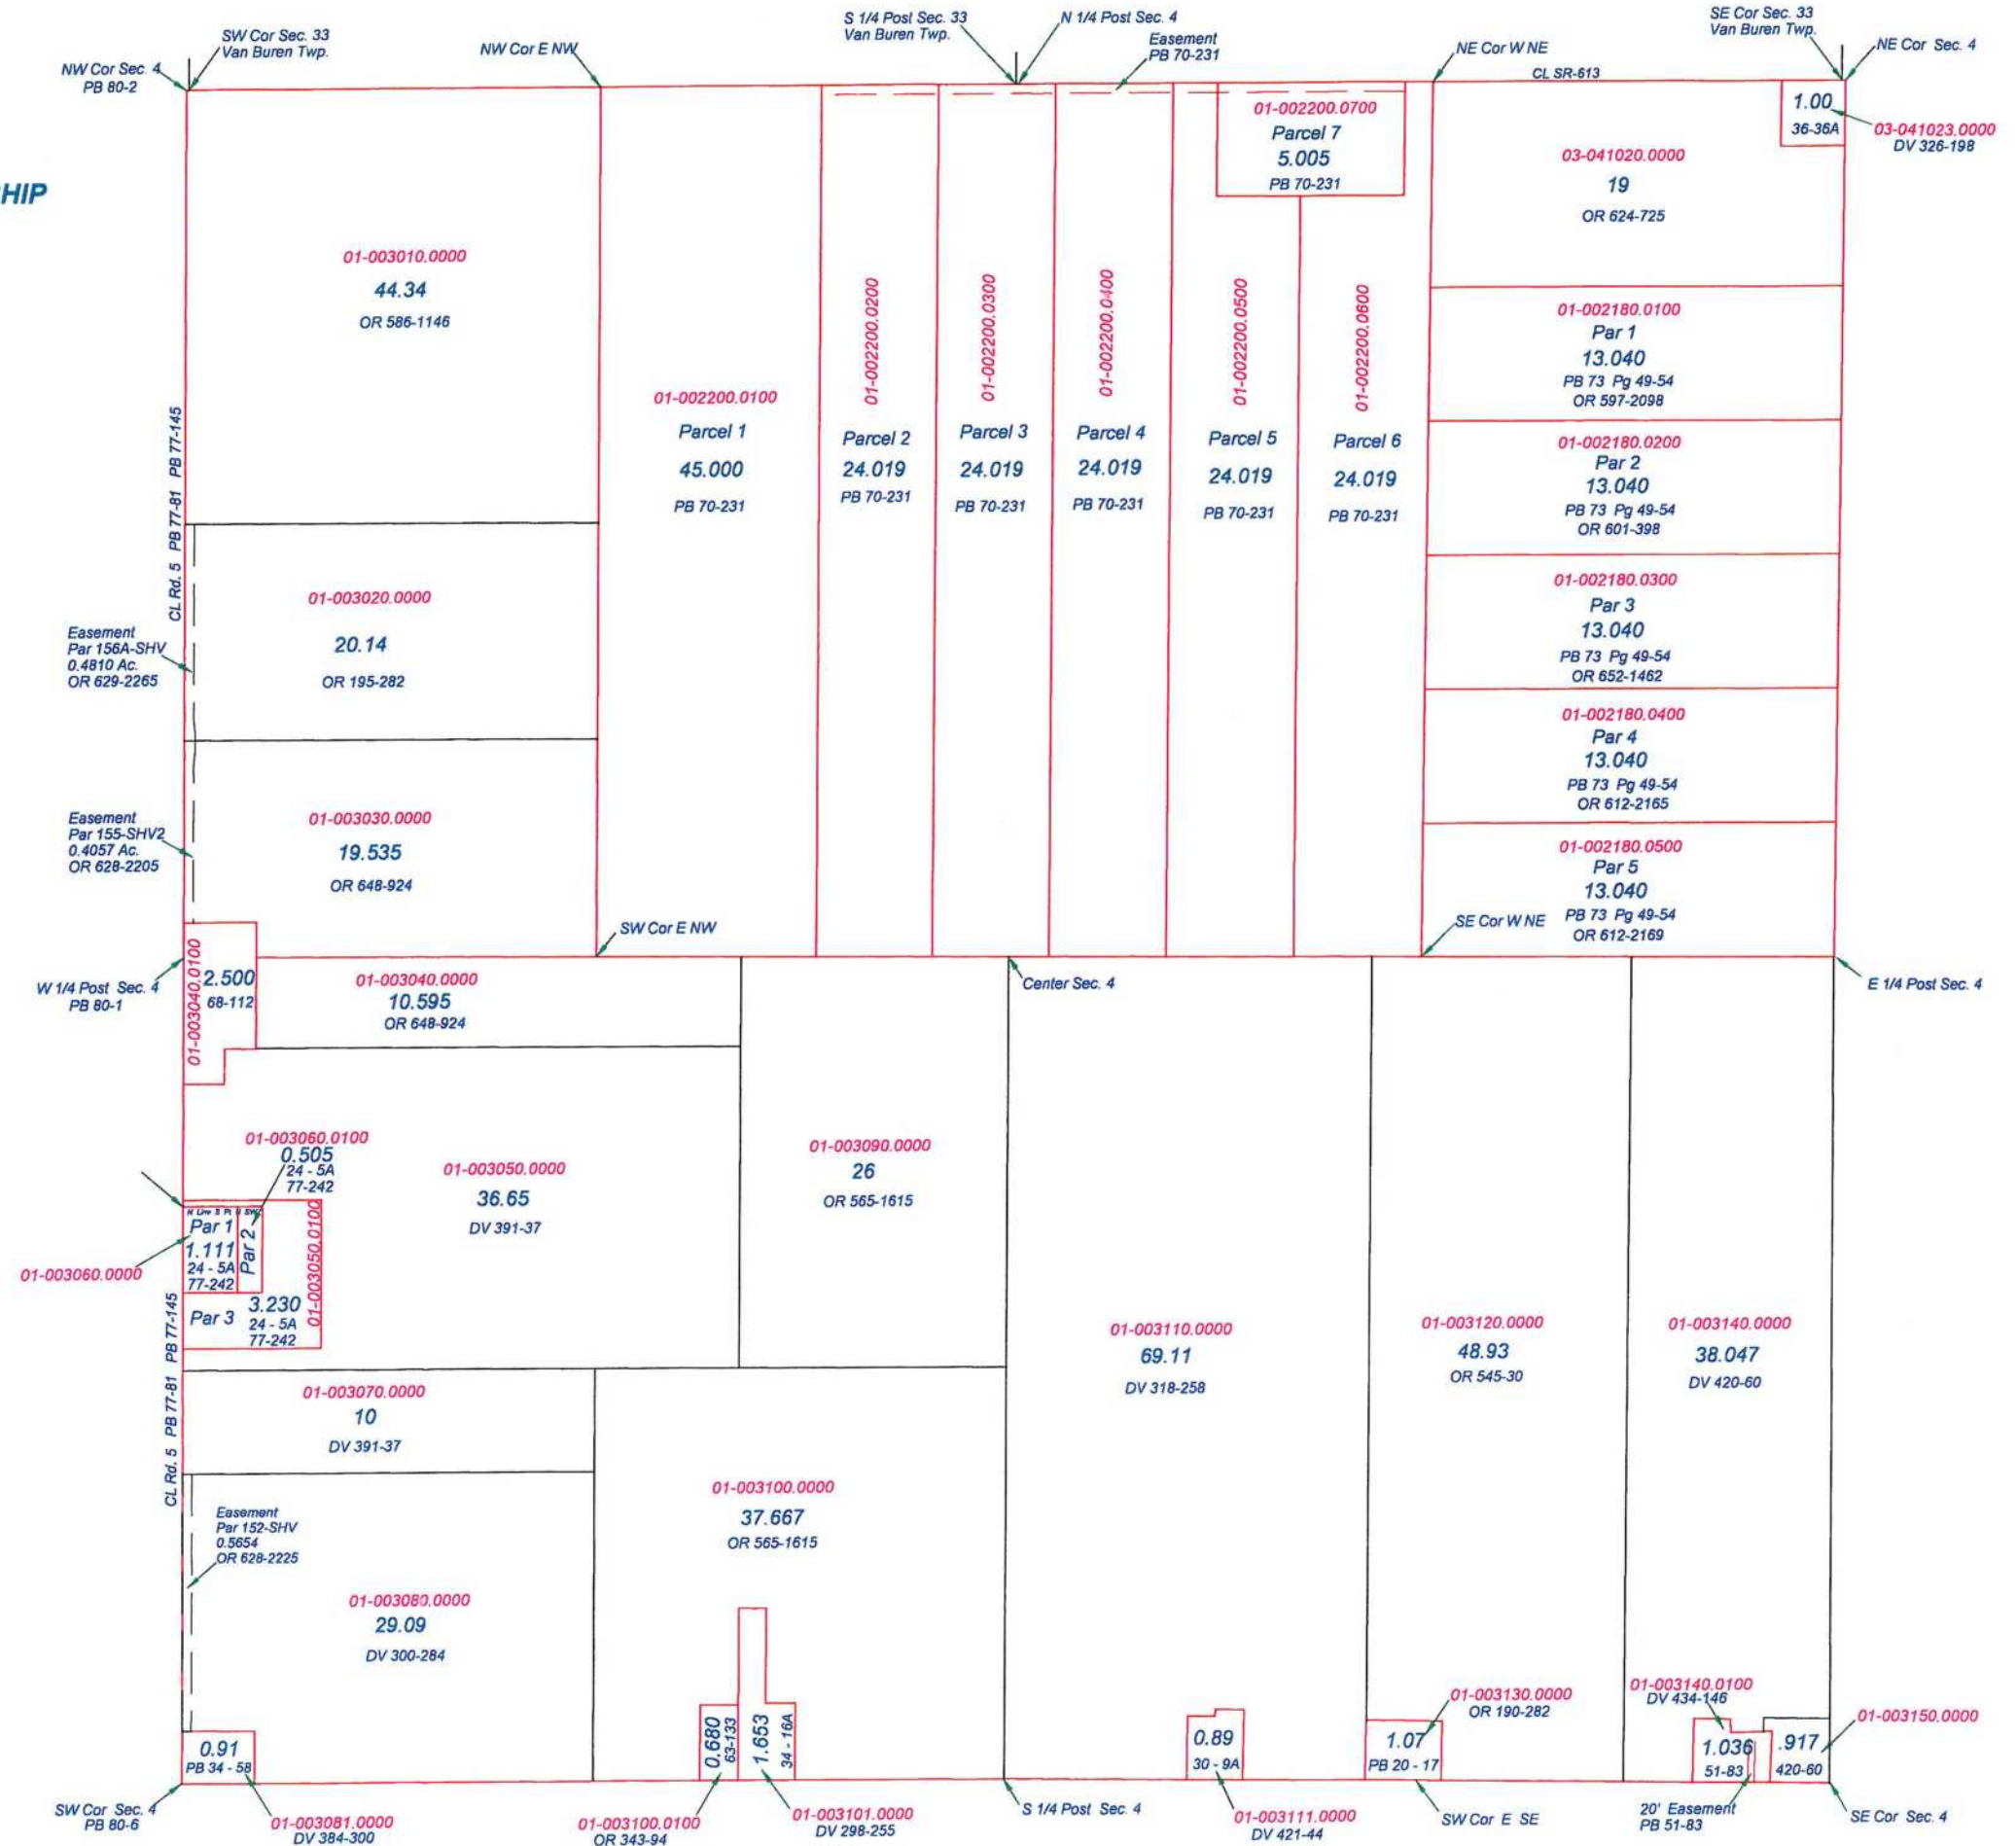 SW Cor Sec. 33
Van Buren Twp.
NW Cor Sec. 4
PB 80-2
NW Cor E NW
S 1/4 Post Sec. 33
Van Buren Twp.
N 1/4 Post Sec. 4
Easement
PB 70-231
NE Cor W NE
CL SR-613
SE Cor Sec. 33
Van Buren Twp.
NE Cor Sec. 4
1.00
36-36A
03-041023.0000
DV 326-198
HIP
01-003010.0000
44.34
OR 586-1146
01-002200.0100
Parcel 1
45.000
PB 70-231
01-002200.0200
Parcel 2
24.019
PB 70-231
01-002200.0300
Parcel 3
24.019
PB 70-231
01-002200.0400
Parcel 4
24.019
PB 70-231
01-002200.0500
Parcel 5
24.019
PB 70-231
01-002200.0600
Parcel 6
24.019
PB 70-231
01-002200.0700
Parcel 7
5.005
PB 70-231
03-041020.0000
19
OR 624-725
01-002180.0100
Par 1
13.040
PB 73 Pg 49-54
OR 597-2098
01-002180.0200
Par 2
13.040
PB 73 Pg 49-54
OR 601-398
01-002180.0300
Par 3
13.040
PB 73 Pg 49-54
OR 652-1462
01-002180.0400
Par 4
13.040
PB 73 Pg 49-54
OR 612-2165
01-002180.0500
Par 5
13.040
PB 73 Pg 49-54
OR 612-2169
CL Rd. 5 PB 77-81 PB 77-145
01-003020.0000
20.14
OR 195-282
Easement
Par 156A-SHV
0.4810 Ac.
OR 629-2265
01-003030.0000
19.535
OR 648-924
Easement
Par 155-SHV2
0.4057 Ac.
OR 628-2205
SW Cor E NW
SE Cor W NE
W 1/4 Post Sec. 4
PB 80-1
01-003040.0100
2.500
68-112
01-003040.0000
10.595
OR 648-924
Center Sec. 4
E 1/4 Post Sec. 4
01-003060.0100
0.505
24 - 5A
77-242
01-003050.0000
36.65
DV 391-37
01-003090.0000
26
OR 565-1615
Par 1
1.111
24 - 5A
77-242
Par 2
01-003060.0000
01-003050.0100
Par 3
3.230
24 - 5A
77-242
CL Rd. 5 PB 77-81 PB 77-145
01-003110.0000
69.11
DV 318-258
01-003120.0000
48.93
OR 545-30
01-003140.0000
38.047
DV 420-60
01-003070.0000
10
DV 391-37
01-003100.0000
37.667
OR 565-1615
Easement
Par 152-SHV
0.5654
OR 628-2225
01-003080.0000
29.09
DV 300-284
0.91
PB 34 - 58
0.680
63-133
1.653
34 - 16A
0.89
30 - 9A
01-003130.0000
OR 190-282
1.07
PB 20 - 17
01-003140.0100
DV 434-146
1.036
51-83
.917
420-60
01-003150.0000
SW Cor Sec. 4
PB 80-6
01-003081.0000
DV 384-300
01-003100.0100
OR 343-94
01-003101.0000
DV 298-255
S 1/4 Post Sec. 4
01-003111.0000
DV 421-44
SW Cor E SE
20' Easement
PB 51-83
SE Cor Sec. 4